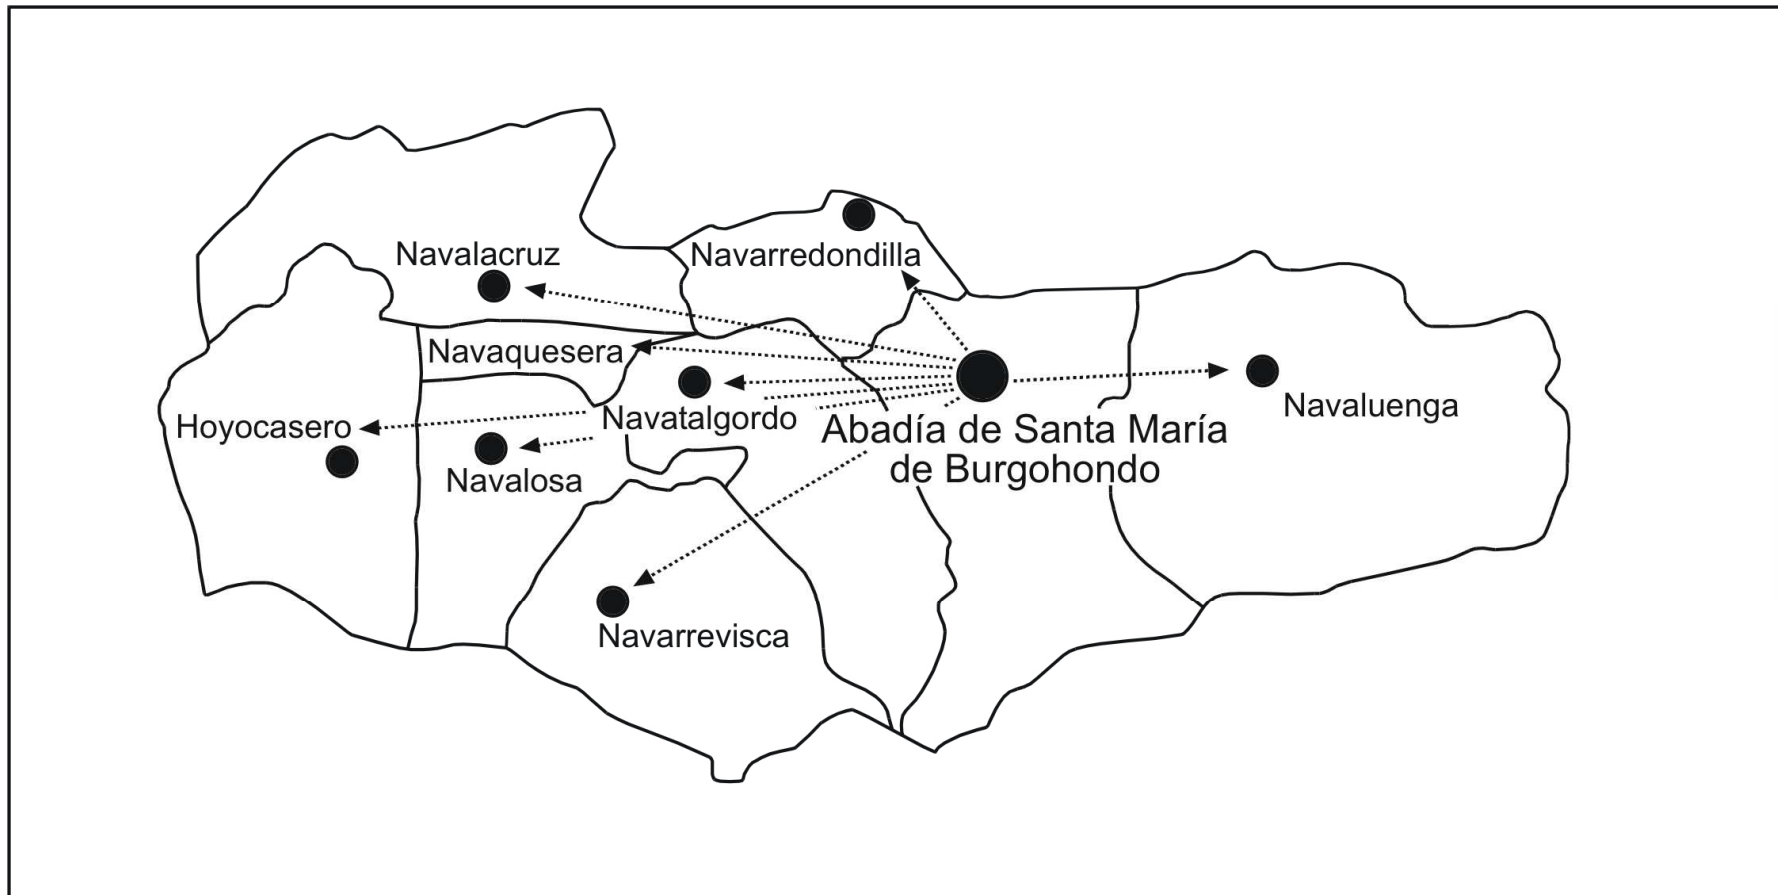 Navalacruz
Navarredondilla
Navaquesera
Navaluenga
Navatalgordo
Hoyocasero
Abadía de Santa María
de Burgohondo
Navalosa
Navarrevisca